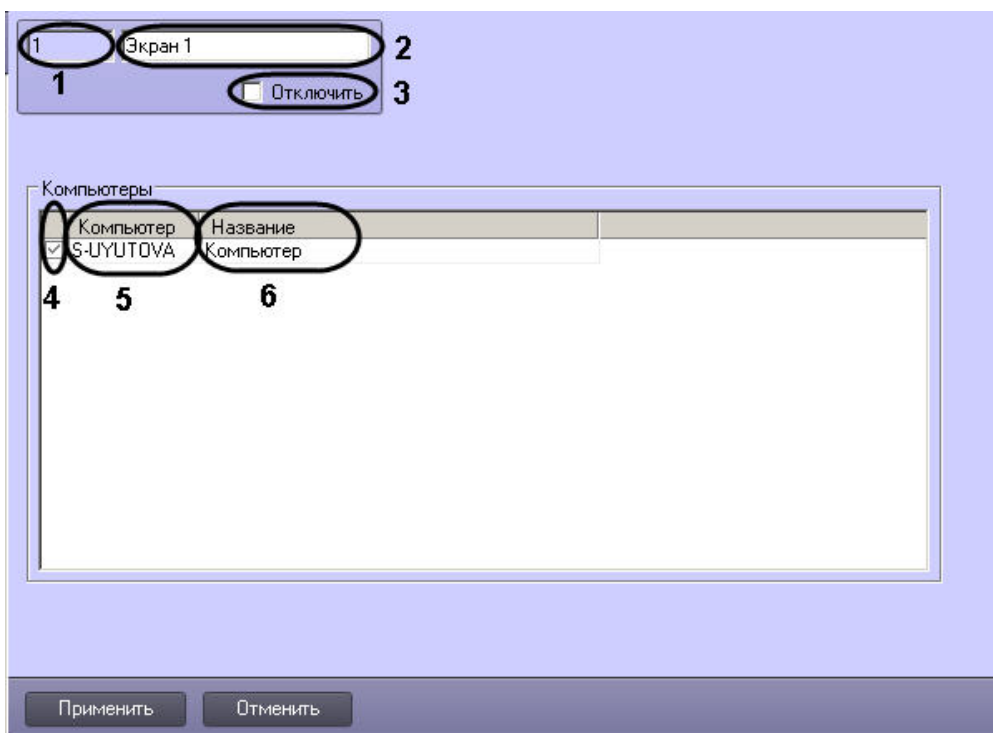 1 Экран 1 2
1 Отключить 3
Компьютеры
Компьютер Название
S-UYUTOVA Компьютер
4 5 6
Применить Отменить